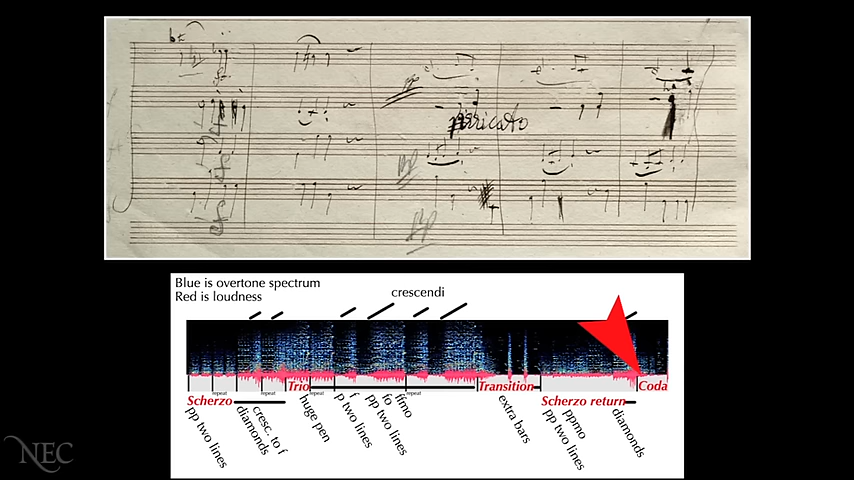 pizzicato
pp
Blue is overtone spectrum
Red is loudness
crescendi
repeat
repeat
repeat
Scherzo
Trio
Transition
Scherzo return
Coda
pp two lines
diamonds
cresc. to f
huge pen
p two lines
f
pp two lines
fo
ffmo
extra bars
pp two lines
ppmo
diamonds
NEC